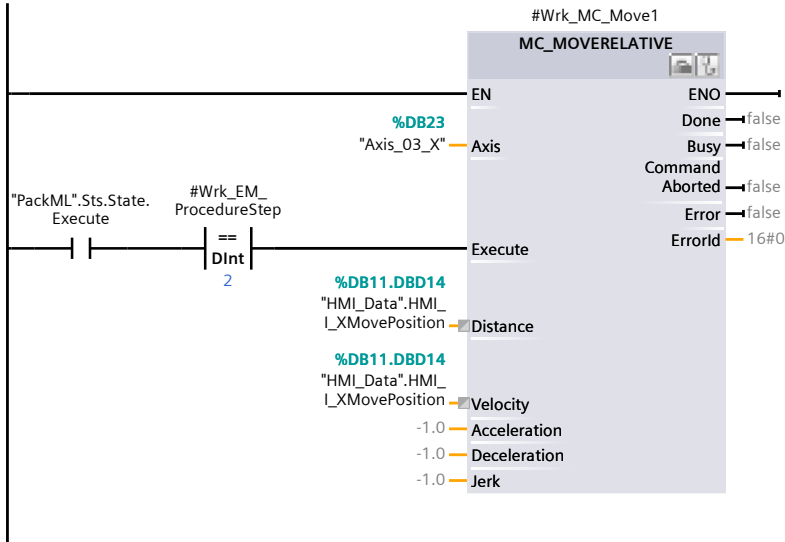 #Wrk_MC_Move1
MC_MOVERELATIVE
EN
ENO
%DB23
"Axis_03_X"
Axis
Done
false
Busy
false
Command
Aborted
false
Error
false
ErrorId
16#0
"PackML".Sts.State.
Execute
#Wrk_EM_
ProcedureStep
==
DInt
2
Execute
%DB11.DBD14
"HMI_Data".HMI_
I_XMovePosition
Distance
%DB11.DBD14
"HMI_Data".HMI_
I_XMovePosition
Velocity
-1.0
Acceleration
-1.0
Deceleration
-1.0
Jerk